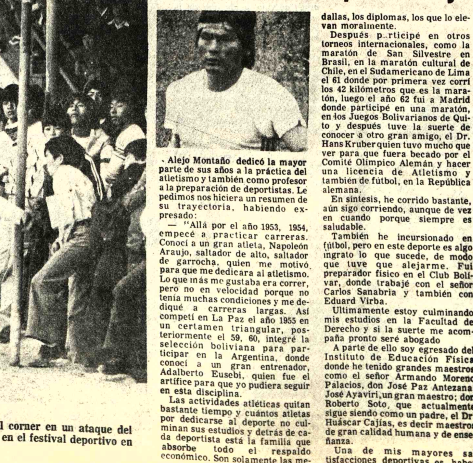 l corner en un ataque del
en el festival deportivo en
Alejo Montaño dedicó la mayor
parte de sus años a la práctica del
atletismo y también como profesor
a la preparación de deportistas. Le
pedimos nos hiciera un resumen de
su trayectoria, habiendo ex-
presado:
— "Allá por el año 1953, 1954,
empecé a practicar carreras.
Conocí a un gran atleta, Napoleón
Araujo, saltador de alto, saltador
de garrocha, quien me motivó
para que me dedicara al atletismo.
Lo que más me gustaba era correr,
pero no en velocidad porque no
tenía muchas condiciones y me de-
diqué a carreras largas. Así
competí en La Paz el año 1955 en
un certamen triangular, pos-
teriormente el 59, 60, integré la
selección boliviana para par-
ticipar en la Argentina, donde
conocí a un gran entrenador,
Adalberto Eusebi, quien fue el
artífice para que yo pudiera seguir
en esta disciplina.
Las actividades atléticas quitan
bastante tiempo y cuántos atletas
por dedicarse al deporte no cul-
minan sus estudios y detrás de ca-
da deportista está la familia que
absorbe todo el respaldo
económico. Son solamente las me-
dallas, los diplomas, los que lo ele-
van moralmente.
Después p rticipé en otros
torneos internacionales, como la
maratón de San Silvestre en
Brasil, en la maratón cultural de
Chile, en el Sudamericano de Lima
el 61 donde por primera vez corrí
los 42 kilómetros que es la mara-
tón, luego el año 62 fui a Madrid
donde participé en una maratón,
en los Juegos Bolivarianos de Qui-
to y después tuve la suerte de
conocer a otro gran amigo, el Dr.
Hans Kruber quien tuvo mucho que
ver para que fuera becado por el
Comité Olímpico Alemán y hacer
una licencia de Atletismo y
también de fútbol, en la República
alemana.
En síntesis, he corrido bastante,
aún sigo corriendo, aunque de vez
en cuando porque siempre es
saludable.
También he incursionado en
fútbol, pero en este deporte es algo
ingrato lo que sucede, de modo
que tuve que alejarme. Fui
preparador físico en el Club Bolí-
var, donde trabajé con el señor
Carlos Sanabria y también con
Eduard Virba.
Ultimamente estoy culminando
mis estudios en la Facultad de
Derecho y si la suerte me acom-
paña pronto seré abogado
A parte de ello soy egresado del
Instituto de Educación Física
donde he tenido grandes maestros
como el señor Armando Moreno
Palacios, don José Paz Antezana
José Ayaviri, un gran maestro; don
Roberto Soto, que actualmente
sigue siendo como un padre, el Dr
Huáscar Cajías, es decir maestros
de gran calidad humana y de ense
ñanza.
Una de mis mayores sa
tisfacciones deportivas es